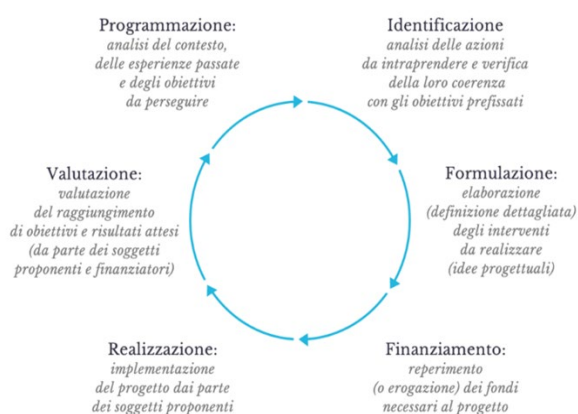 Programmazione:
analisi del contesto,
delle esperienze passate
e degli obiettivi
da perseguire
Identificazione
analisi delle azioni
da intraprendere e verifica
della loro coerenza
con gli obiettivi prefissati
Formulazione:
elaborazione
(definizione dettagliata)
degli interventi
da realizzare
(idee progettuali)
Finanziamento:
reperimento
(o erogazione) dei fondi
necessari al progetto
Realizzazione:
implementazione
del progetto dai parte
dei soggetti proponenti
Valutazione:
valutazione
del raggiungimento
di obiettivi e risultati attesi
(da parte dei soggetti
proponenti e finanziatori)